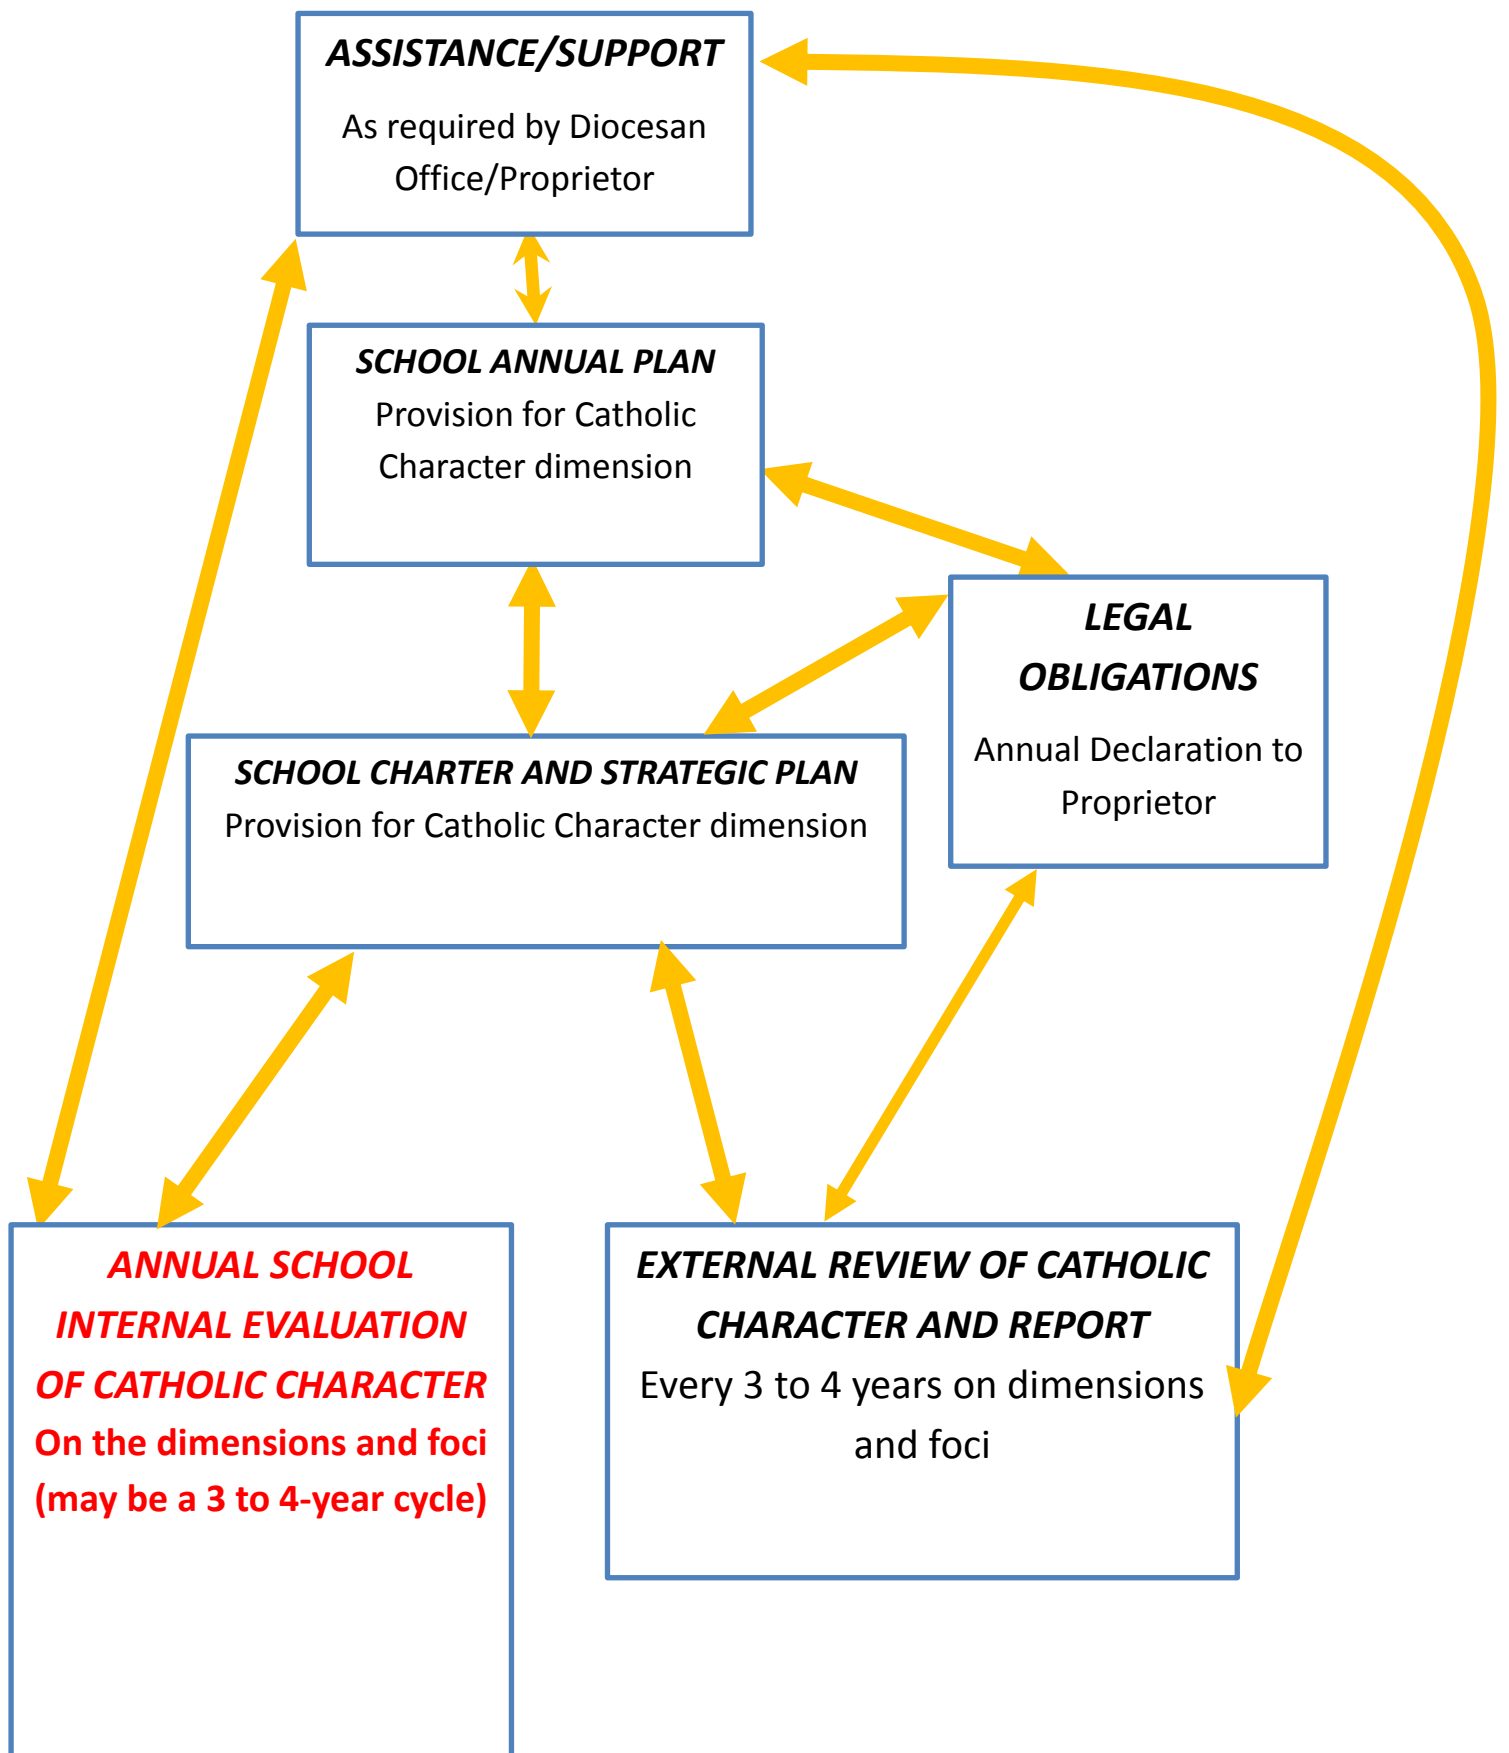 ASSISTANCE/SUPPORT
As required by Diocesan
Office/Proprietor
SCHOOL ANNUAL PLAN
Provision for Catholic
Character dimension
LEGAL
OBLIGATIONS
Annual Declaration to
Proprietor
SCHOOL CHARTER AND STRATEGIC PLAN
Provision for Catholic Character dimension
ANNUAL SCHOOL
INTERNAL EVALUATION
OF CATHOLIC CHARACTER
On the dimensions and foci
(may be a 3 to 4-year cycle)
EXTERNAL REVIEW OF CATHOLIC
CHARACTER AND REPORT
Every 3 to 4 years on dimensions
and foci